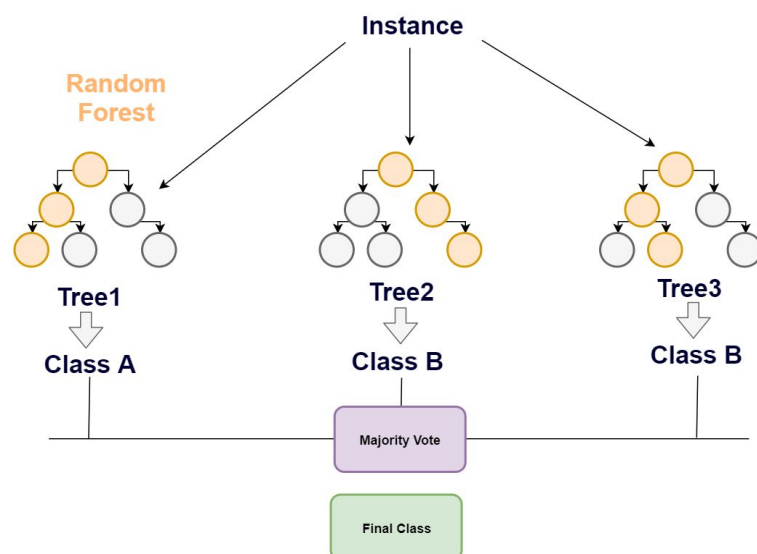 Instance
Random
Forest
Tree1
Tree2
Tree3
Class A
Class B
Class B
Majority Vote
Final Class